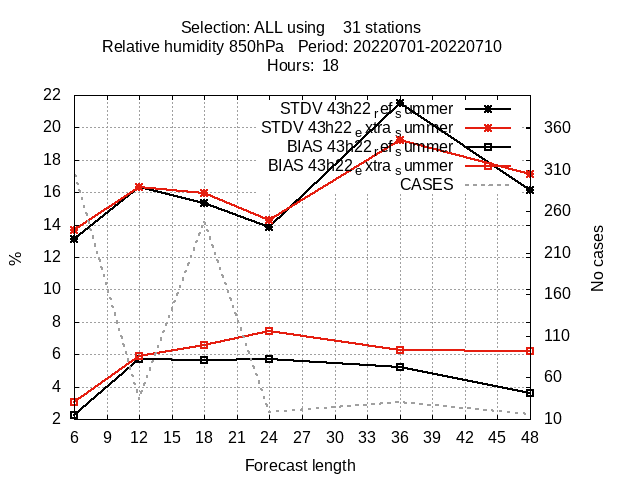 Selection: ALL using    31 stations
Relative humidity 850hPa   Period: 20220701-20220710
Hours: 18
STDV 43h22_ref_summer
STDV 43h22_extra_summer
BIAS 43h22_ref_summer
BIAS 43h22_extra_summer
CASES
22
20
18
16
14
12
10
8
6
4
2
%
360
310
260
210
160
110
60
10
No cases
6 9 12 15 18 21 24 27 30 33 36 39 42 45 48
Forecast length